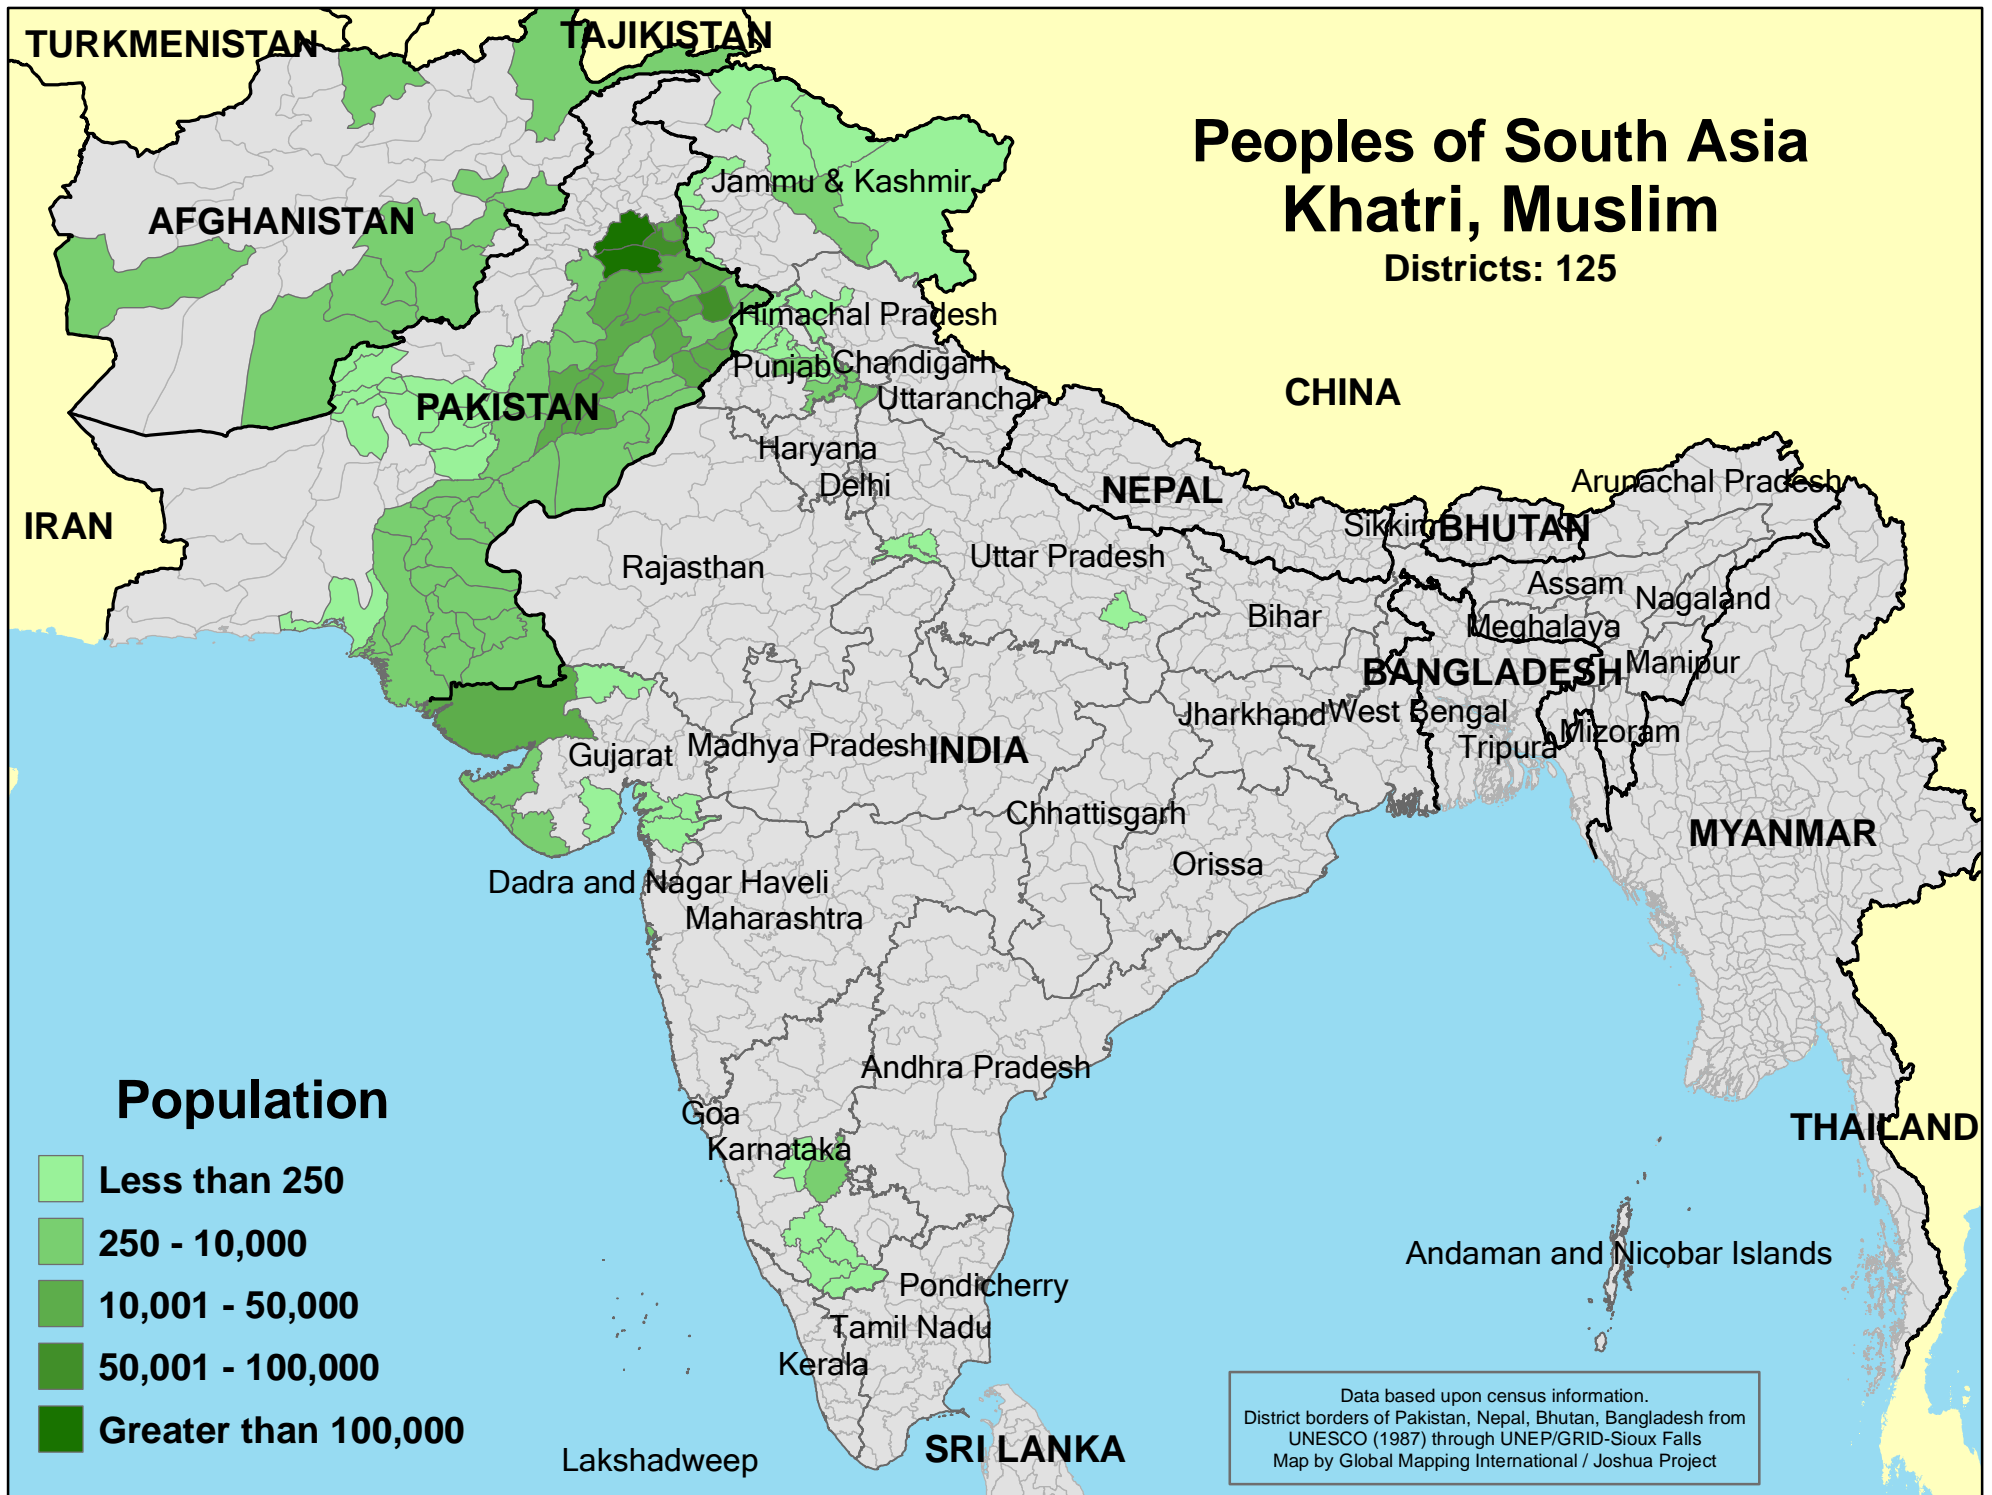 TURKMENISTAN
TAJIKISTAN
Peoples of South Asia
Khatri, Muslim
Districts: 125
Jammu & Kashmir
AFGHANISTAN
Himachal Pradesh
Punjab
Chandigarh
CHINA
Uttaranchal
PAKISTAN
Haryana
Delhi
NEPAL
Arunachal Pradesh
IRAN
Sikkim
BHUTAN
Rajasthan
Uttar Pradesh
Assam
Nagaland
Bihar
Meghalaya
BANGLADESH
Manipur
Jharkhand
West Bengal
Gujarat
Madhya Pradesh
INDIA
Tripura
Mizoram
Chhattisgarh
MYANMAR
Orissa
Dadra and Nagar Haveli
Maharashtra
Andhra Pradesh
Goa
Karnataka
THAILAND
Andaman and Nicobar Islands
Pondicherry
Tamil Nadu
Kerala
Lakshadweep
SRI LANKA
Population
Less than 250
250 - 10,000
10,001 - 50,000
50,001 - 100,000
Greater than 100,000
Data based upon census information.
District borders of Pakistan, Nepal, Bhutan, Bangladesh from
UNESCO (1987) through UNEP/GRID-Sioux Falls
Map by Global Mapping International / Joshua Project